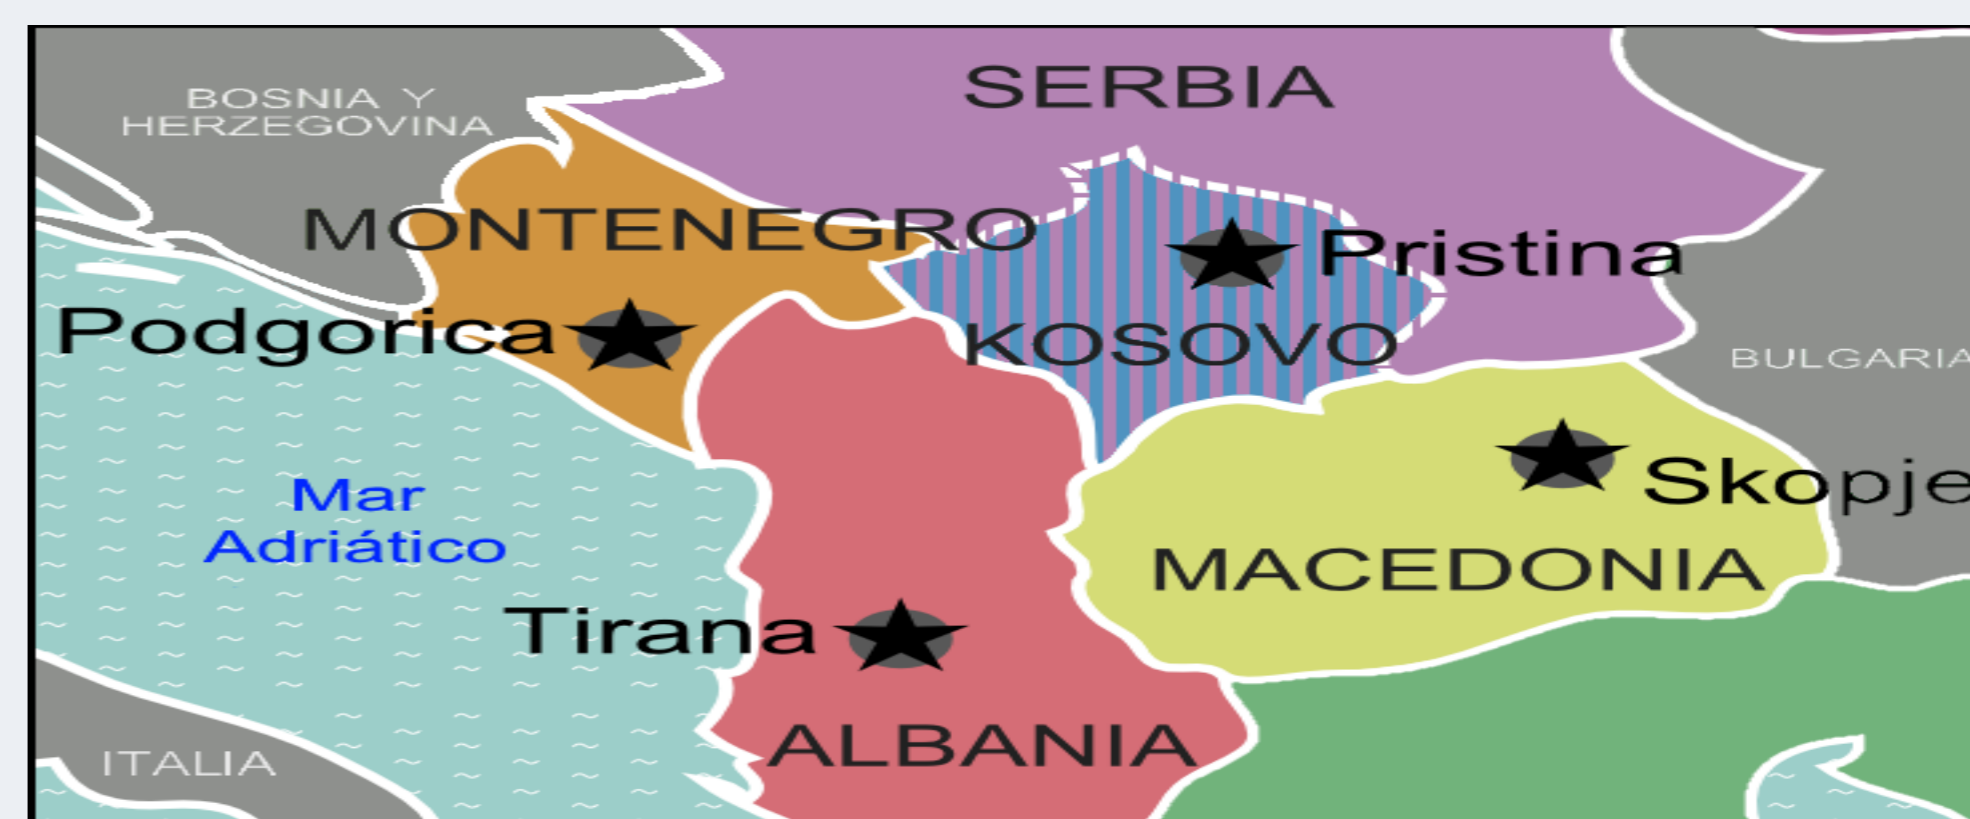 SERBIA
BOSNIA Y
HERZEGOVINA
MONTENEGRO
Pristina
Podgorica
KOSOVO
BULGARIA
Skopje
Mar
Adriático
MACEDONIA
Tirana
ALBANIA
ITALIA